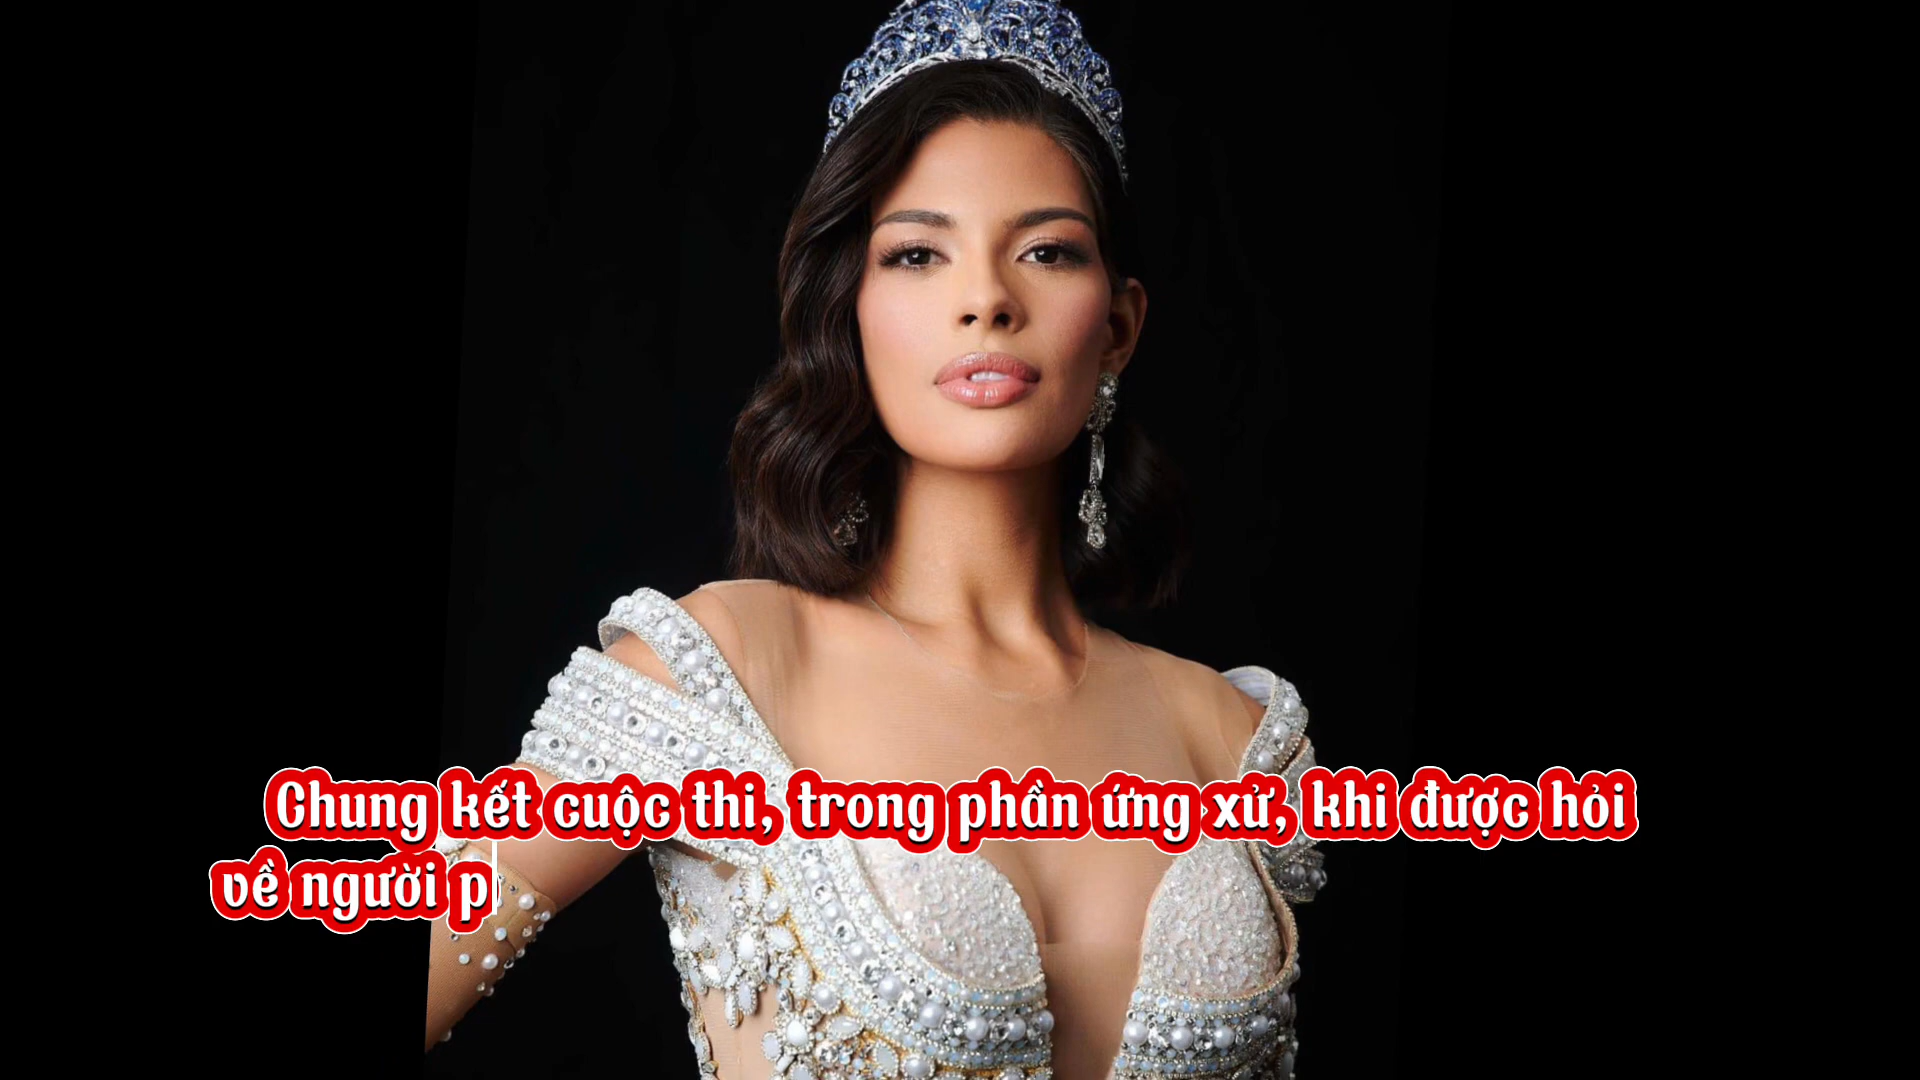 Chung kết cuộc thi, trong phần ứng xử, khi được hỏi
về người p